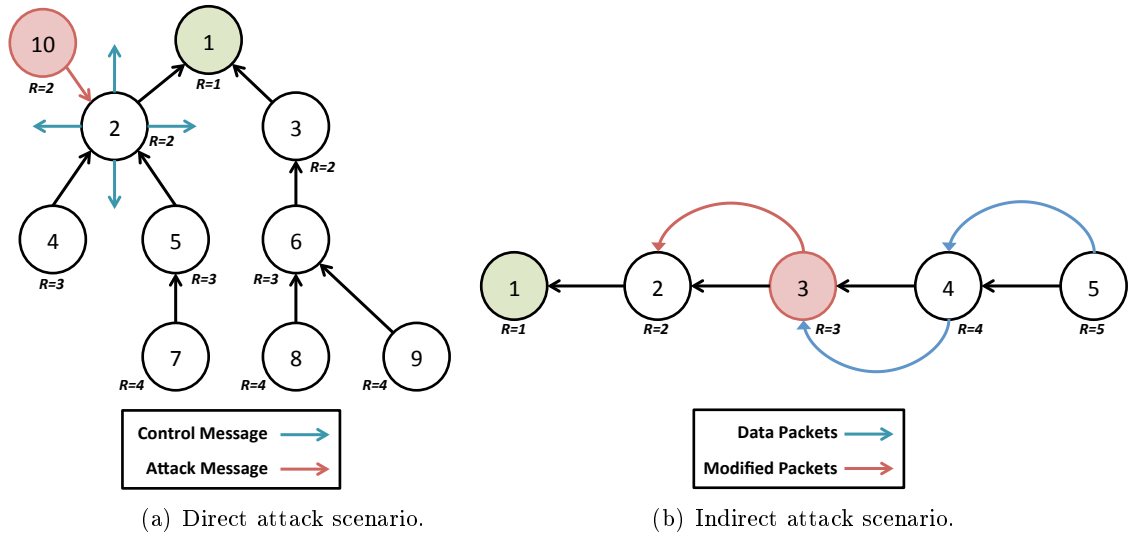 10
1
R=2
R=1
2
R=2
3
R=2
4
R=3
5
R=3
6
R=3
7
R=4
8
R=4
9
R=4
Control Message
Attack Message
(a) Direct attack scenario.
1
R=1
2
R=2
3
R=3
4
R=4
5
R=5
Data Packets
Modified Packets
(b) Indirect attack scenario.